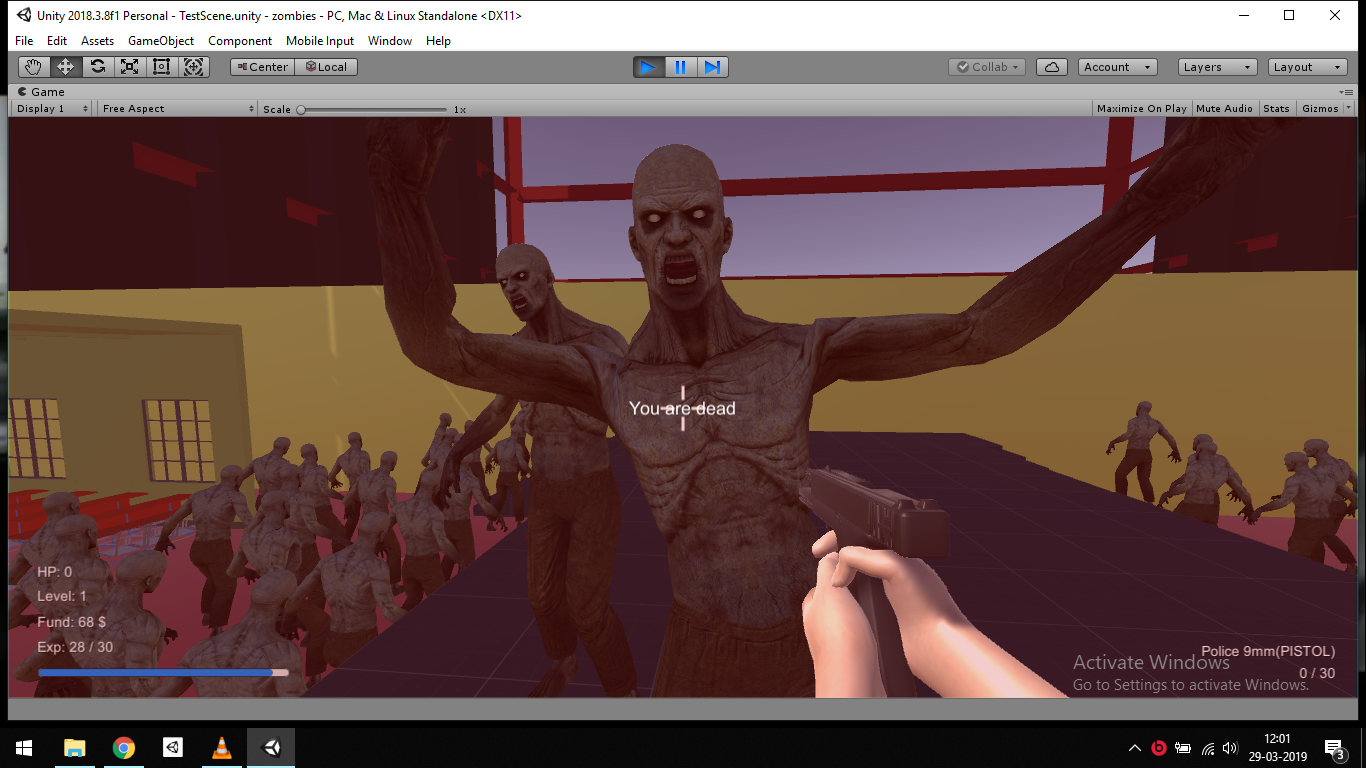 Unity 2018.3.8f1 Personal - TestScene.unity - zombies - PC, Mac & Linux Standalone <DX11>
File Edit Assets GameObject Component Mobile Input Window Help
Center Local Collab Account Layers Layout
Game
Display 1 Free Aspect Scale 1x Maximize On Play Mute Audio Stats Gizmos
You are dead
HP: 0
Level: 1
Fund: 68 $
Exp: 28 / 30
Police 9mm(PISTOL)
0 / 30
Activate Windows
Go to Settings to activate Windows.
12:01
29-03-2019
3